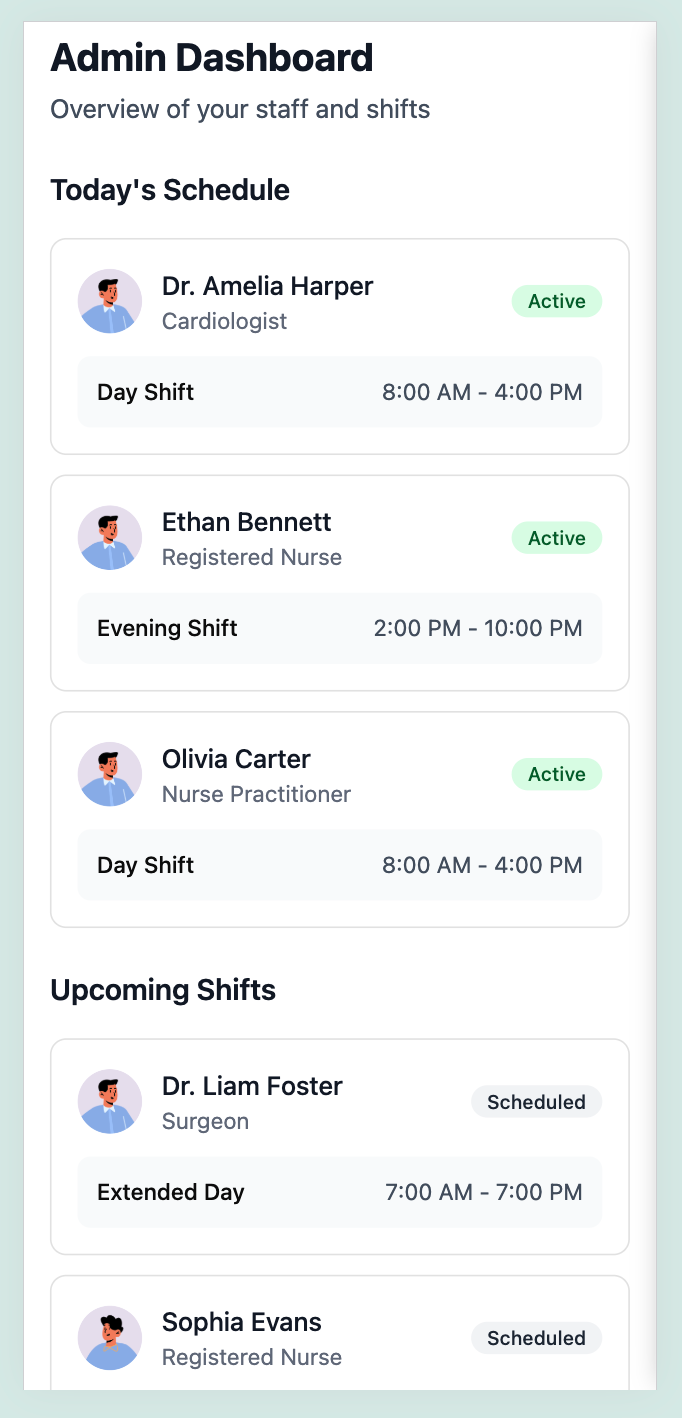 Admin Dashboard
Overview of your staff and shifts
Today's Schedule
Dr. Amelia Harper
Cardiologist
Active
Day Shift
8:00 AM - 4:00 PM
Ethan Bennett
Registered Nurse
Active
Evening Shift
2:00 PM - 10:00 PM
Olivia Carter
Nurse Practitioner
Active
Day Shift
8:00 AM - 4:00 PM
Upcoming Shifts
Dr. Liam Foster
Surgeon
Scheduled
Extended Day
7:00 AM - 7:00 PM
Sophia Evans
Registered Nurse
Scheduled